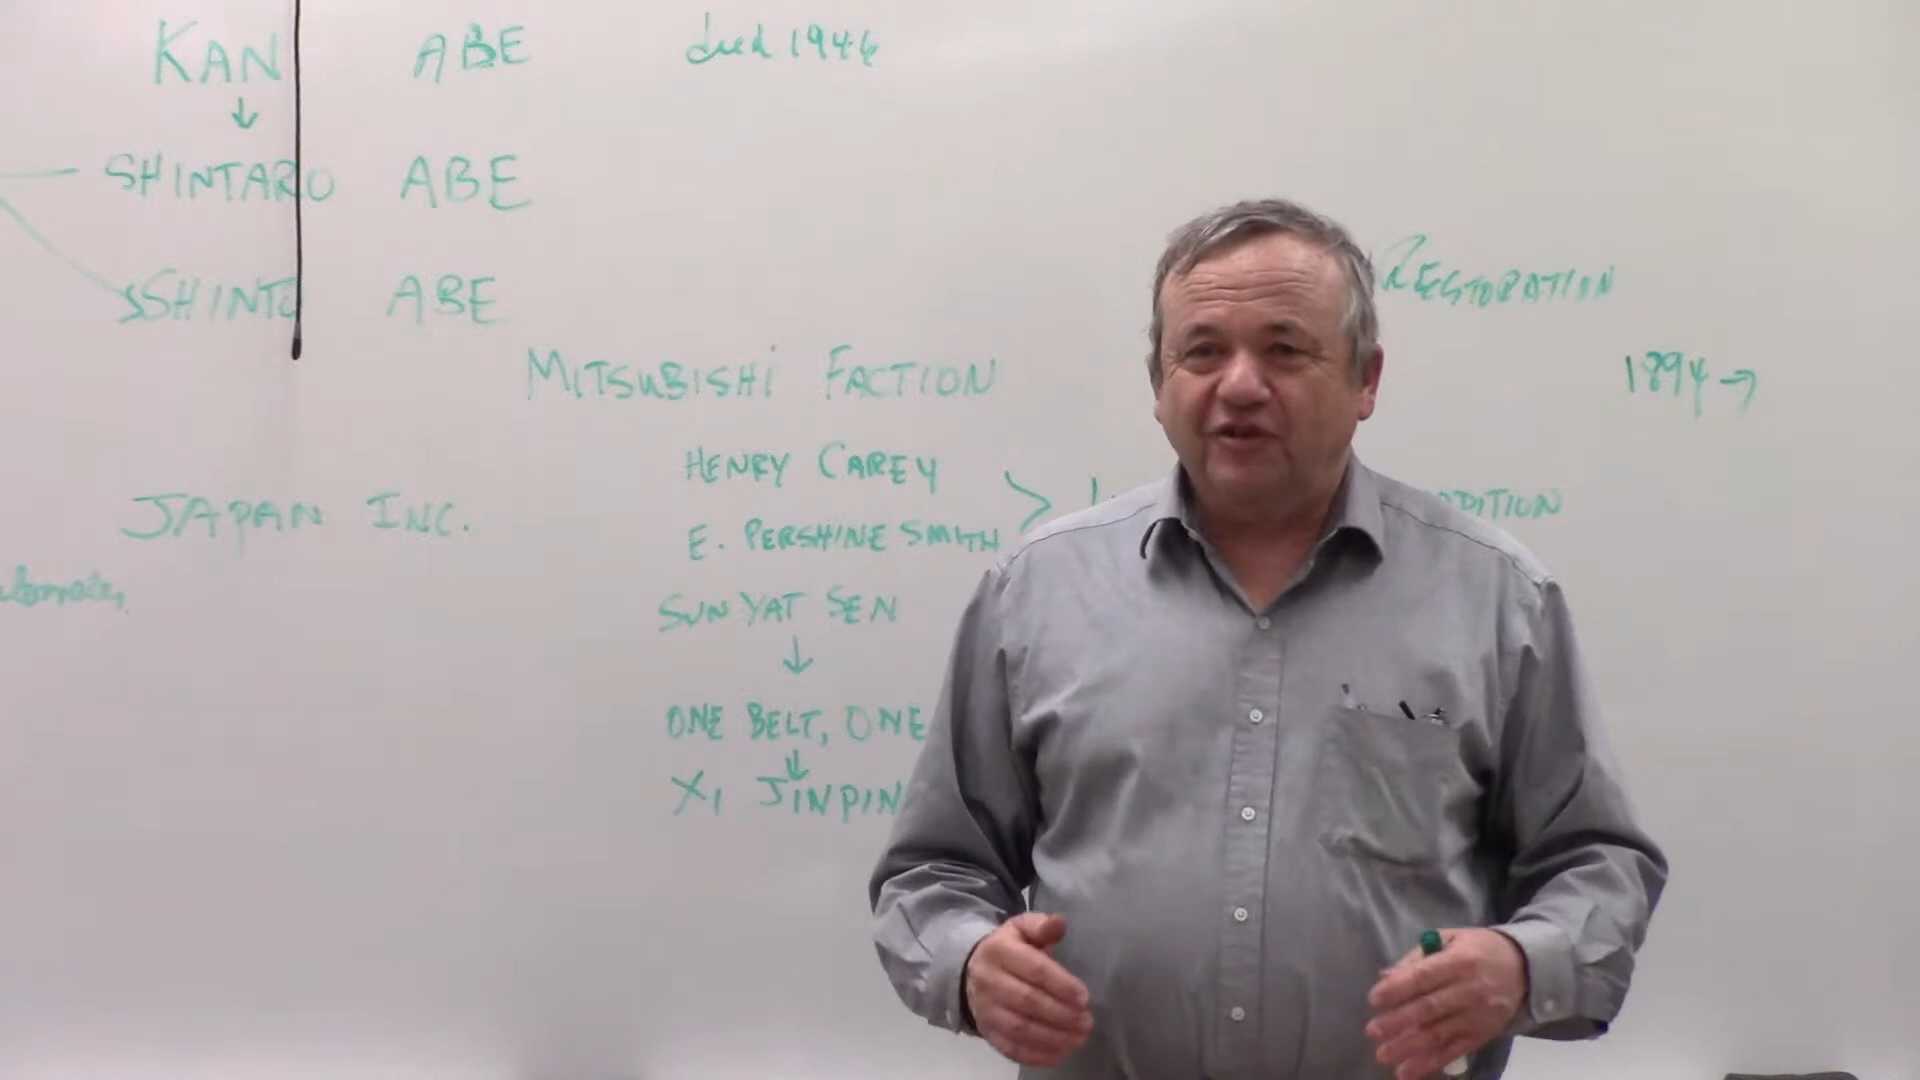 KAN ABE died 1946
↓
SHINTARO ABE
SHINTO ABE
RESTORATION
1894 →
MITSUBISHI FACTION
HENRY CAREY
E. PERSHINE SMITH
JAPAN INC.
SUN YAT SEN
↓
ONE BELT, ONE
↓
XI JINPIN